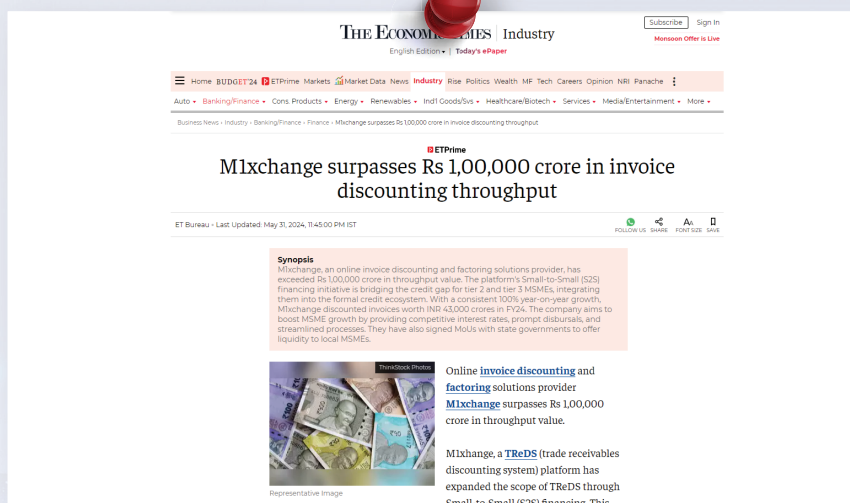 THE ECONOMIC TIMES | Industry
Subscribe Sign In
English Edition | Today's ePaper
Monsoon Offer is Live
Home BUDGET'24 ETPrime Markets Market Data News Industry Rise Politics Wealth MF Tech Careers Opinion NRI Panache
Auto Banking/Finance Cons. Products Energy Renewables Ind'l Goods/Svs Healthcare/Biotech Services Media/Entertainment More
Business News › Industry › Banking/Finance › Finance › M1xchange surpasses Rs 1,00,000 crore in invoice discounting throughput
ETPrime
M1xchange surpasses Rs 1,00,000 crore in invoice
discounting throughput
ET Bureau • Last Updated: May 31, 2024, 11:45:00 PM IST
FOLLOW US SHARE FONT SIZE SAVE
Synopsis
M1xchange, an online invoice discounting and factoring solutions provider, has
exceeded Rs 1,00,000 crore in throughput value. The platform's Small-to-Small (S2S)
financing initiative is bridging the credit gap for tier 2 and tier 3 MSMEs, integrating
them into the formal credit ecosystem. With a consistent 100% year-on-year growth,
M1xchange discounted invoices worth INR 43,000 crores in FY24. The company aims to
boost MSME growth by providing competitive interest rates, prompt disbursals, and
streamlined processes. They have also signed MoUs with state governments to offer
liquidity to local MSMEs.
ThinkStock Photos
Representative Image
Online invoice discounting and
factoring solutions provider
M1xchange surpasses Rs 1,00,000
crore in throughput value.
M1xhange, a TReDS (trade receivables
discounting system) platform has
expanded the scope of TReDS through
Small-to-Small (S2S) financing. This